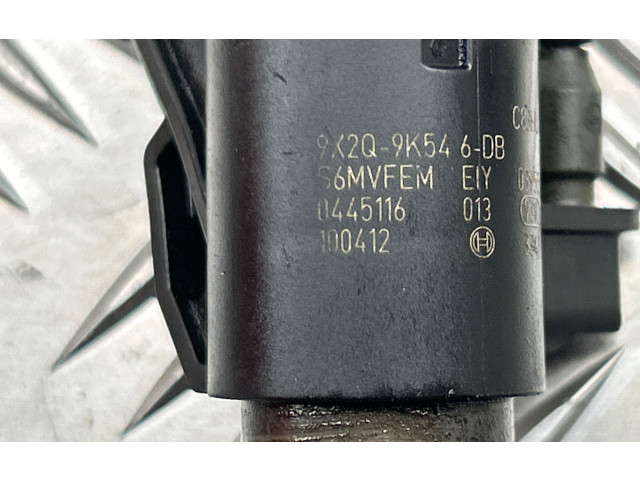 9X2Q-9K54 6-DB
S6MVFEM EIY
0445116 013
100412